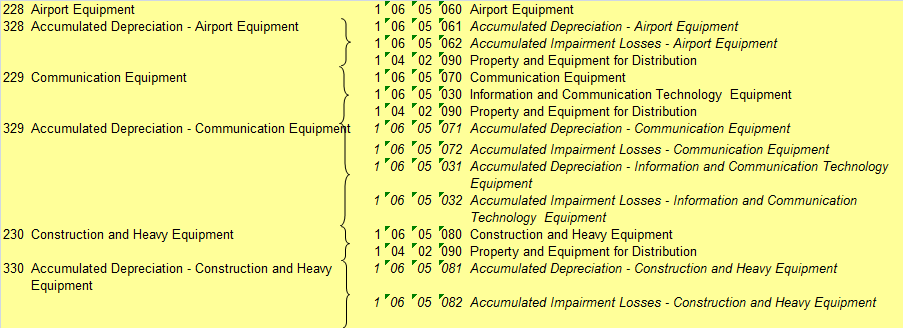 228 Airport Equipment 1 06 05 060 Airport Equipment
328 Accumulated Depreciation - Airport Equipment 1 06 05 061 Accumulated Depreciation - Airport Equipment
1 06 05 062 Accumulated Impairment Losses - Airport Equipment
1 04 02 090 Property and Equipment for Distribution
229 Communication Equipment 1 06 05 070 Communication Equipment
1 06 05 030 Information and Communication Technology Equipment
1 04 02 090 Property and Equipment for Distribution
329 Accumulated Depreciation - Communication Equipment 1 06 05 071 Accumulated Depreciation - Communication Equipment
1 06 05 072 Accumulated Impairment Losses - Communication Equipment
1 06 05 031 Accumulated Depreciation - Information and Communication Technology
Equipment
1 06 05 032 Accumulated Impairment Losses - Information and Communication
Technology Equipment
230 Construction and Heavy Equipment 1 06 05 080 Construction and Heavy Equipment
1 04 02 090 Property and Equipment for Distribution
330 Accumulated Depreciation - Construction and Heavy 1 06 05 081 Accumulated Depreciation - Construction and Heavy Equipment
Equipment
1 06 05 082 Accumulated Impairment Losses - Construction and Heavy Equipment